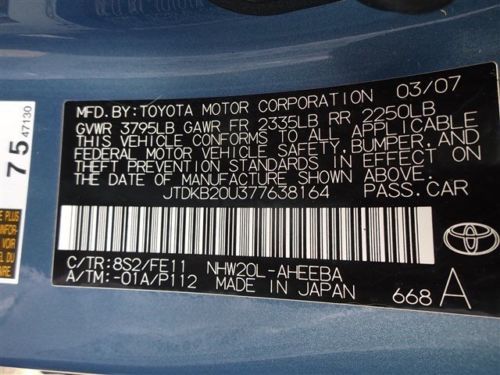 MFD. BY: TOYOTA MOTOR CORPORATION 03/07
GVWR 3795LB GAWR FR 2335LB RR 2250LB
THIS VEHICLE CONFORMS TO ALL APPLICABLE
FEDERAL MOTOR VEHICLE SAFETY, BUMPER, AND
THEFT PREVENTION STANDARDS IN EFFECT ON
THE DATE OF MANUFACTURE SHOWN ABOVE.
JTDKB20U377638164 PASS. CAR
C/TR: 8S2/FE11 NHW20L-AHEEBA
A/TM: -01A/P112 MADE IN JAPAN
668 A
75 47130
E PLUS